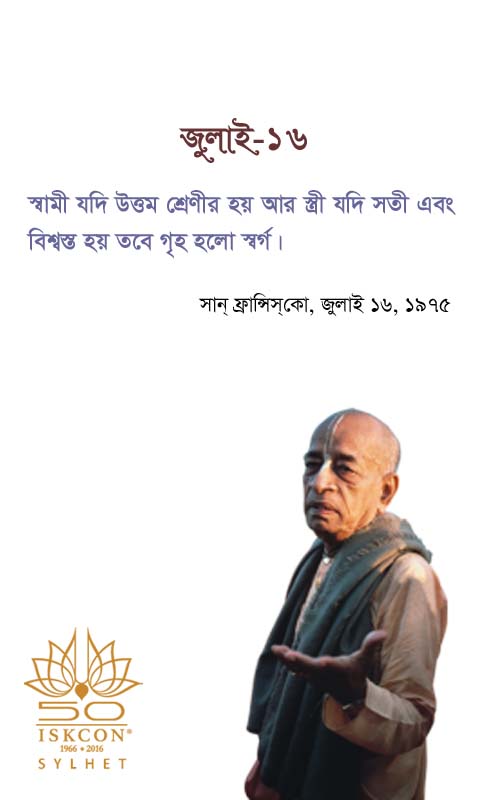 জুলাই-১৬
স্বামী যদি উত্তম শ্রেণীর হয় আর স্ত্রী যদি সতী এবং
বিশ্বস্ত হয় তবে গৃহ হলো স্বর্গ।
সান্ ফ্রান্সিস্‌কো, জুলাই ১৬, ১৯৭৫
50
ISKCON®
1966 • 2016
SYLHET